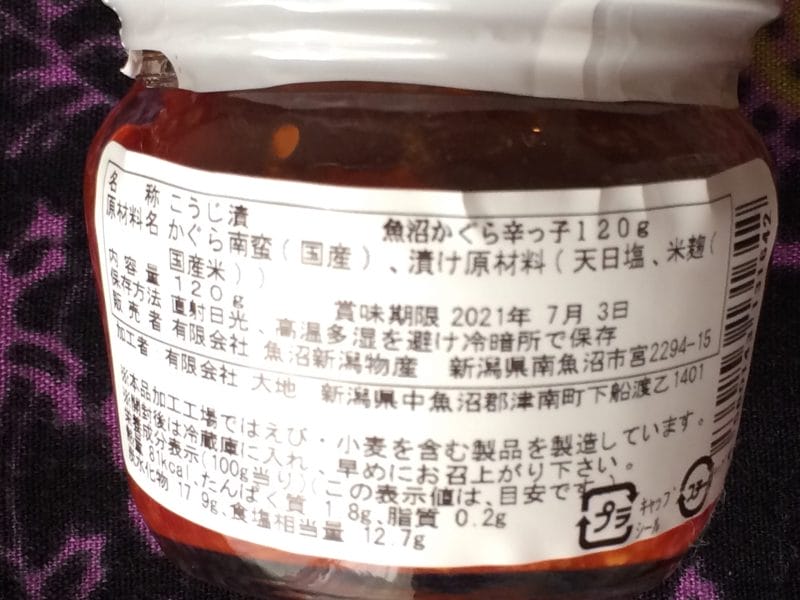 名　称 こうじ漬
魚沼かぐら辛っ子120g
原材料名 かぐら南蛮(国産)、漬け原材料(天日塩、米麹(
国産米))
内容量 120g
賞味期限 2021年 7月 3日
保存方法 直射日光、高温多湿を避け冷暗所で保存
販売者 有限会社 魚沼新潟物産　新潟県南魚沼市宮2294-15
加工者 有限会社 大地　新潟県中魚沼郡津南町下船渡乙1401
※本品加工工場ではえび・小麦を含む製品を製造しています。
※開封後は冷蔵庫に入れ、早めにお召上がり下さい。
栄養成分表示(100g当り)(この表示値は、目安です
熱量 81kcal,たんぱく質 1.8g、脂質 0.2g
炭水化物 17.9g、食塩相当量 12.7g
プラ
キャップ
シール